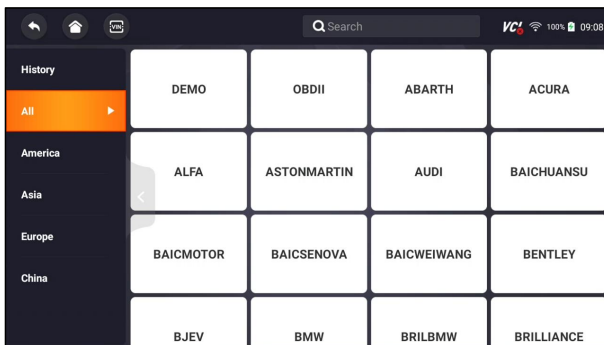 VIN
Search
VCI 100% 09:08
History
All
America
Asia
Europe
China
DEMO OBDII ABARTH ACURA
ALFA ASTONMARTIN AUDI BAICHUANSU
BAICMOTOR BAICSENOVA BAICWEIWANG BENTLEY
BJEV BMW BRILBMW BRILLIANCE